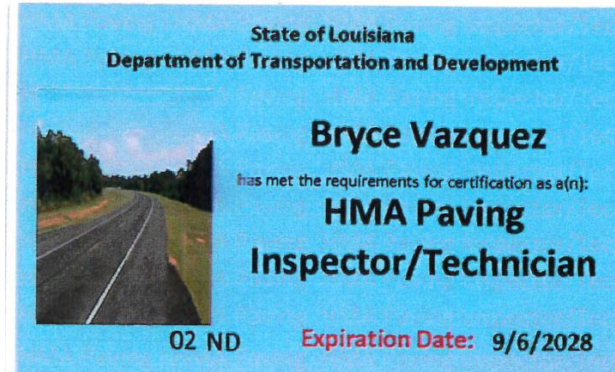 State of Louisiana
Department of Transportation and Development
Bryce Vazquez
has met the requirements for certification as a(n):
HMA Paving
Inspector/Technician
02 ND
Expiration Date: 9/6/2028